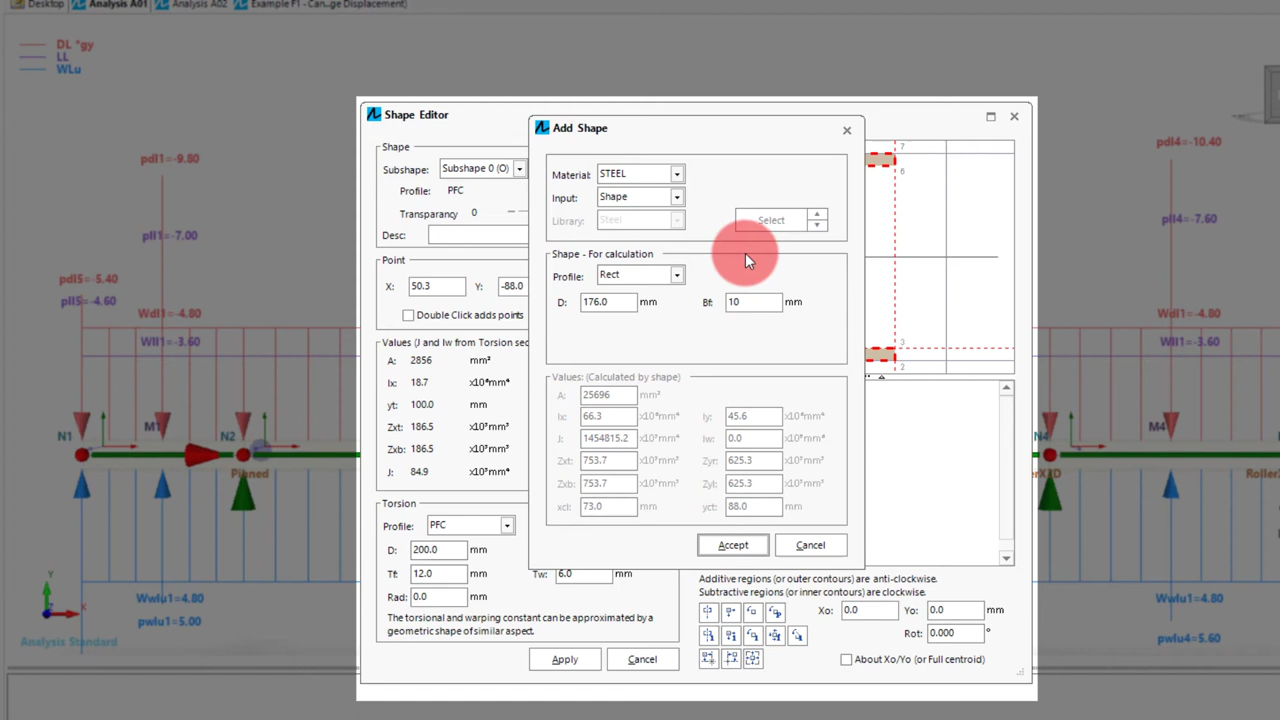 Desktop Analysis A01 Analysis A02 Example F1 - Can...ge Displacement)
DL *gy
LL
WLu
pdl1=-9.80
pll1=-7.00
pdl5=-5.40
pll5=-4.60
Wdl1=-4.80
Wll1=-3.60
N1 M1 N2
Pinned
Wwlu1=4.80
pwlu1=5.00
Y
X
Analysis Standard
Shape Editor
Shape
Subshape: Subshape 0 (O)
Profile: PFC
Transparency 0
Desc:
Point
X: 50.3 Y: -88.0
Double Click adds points
Values (J and Iw from Torsion sec
A: 2856 mm²
Ix: 18.7 x10⁶mm⁴
yt: 100.0 mm
Zxt: 186.5 x10³mm³
Zxb: 186.5 x10³mm³
J: 84.9 x10³mm⁴
Torsion
Profile: PFC
D: 200.0 mm
Tf: 12.0 mm Tw: 6.0 mm
Rad: 0.0 mm
The torsional and warping constant can be approximated by a
geometric shape of similar aspect.
Apply Cancel
Add Shape
Material: STEEL
Input: Shape
Library: Steel Select
Shape - For calculation
Profile: Rect
D: 176.0 mm Bf: 10 mm
Values: (Calculated by shape)
A: 25696 mm²
Ix: 66.3 x10⁶mm⁴ Iy: 45.6 x10⁶mm⁴
J: 1454815.2 x10³mm⁴ Iw: 0.0 x10⁹mm⁶
Zxt: 753.7 x10³mm³ Zyr: 625.3 x10³mm³
Zxb: 753.7 x10³mm³ Zyl: 625.3 x10³mm³
xcl: 73.0 mm yct: 88.0 mm
Accept Cancel
7
6
3
2
Additive regions (or outer contours) are anti-clockwise.
Subtractive regions (or inner contours) are clockwise.
Xo: 0.0 Yo: 0.0 mm
Rot: 0.000 °
About Xo/Yo (or Full centroid)
pdl4=-10.40
pll4=-7.60
Wdl1=-4.80
Wll1=-3.60
N4 M4
Wwlu1=4.80
pwlu4=5.60